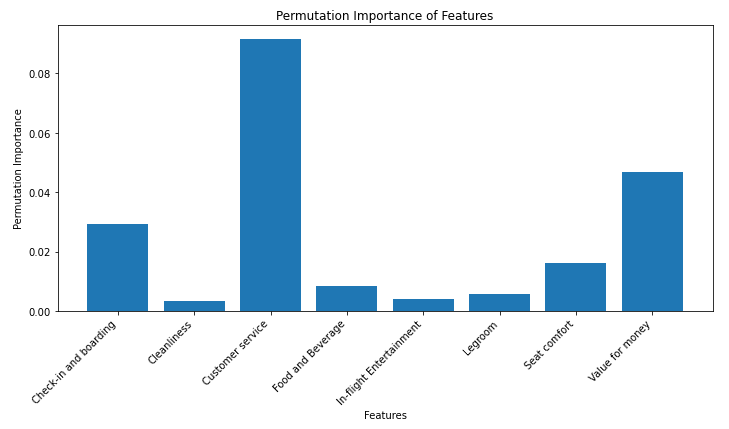 Permutation Importance of Features
Permutation Importance
0.08
0.06
0.04
0.02
0.00
Check-in and boarding
Cleanliness
Customer service
Food and Beverage
In-flight Entertainment
Legroom
Seat comfort
Value for money
Features